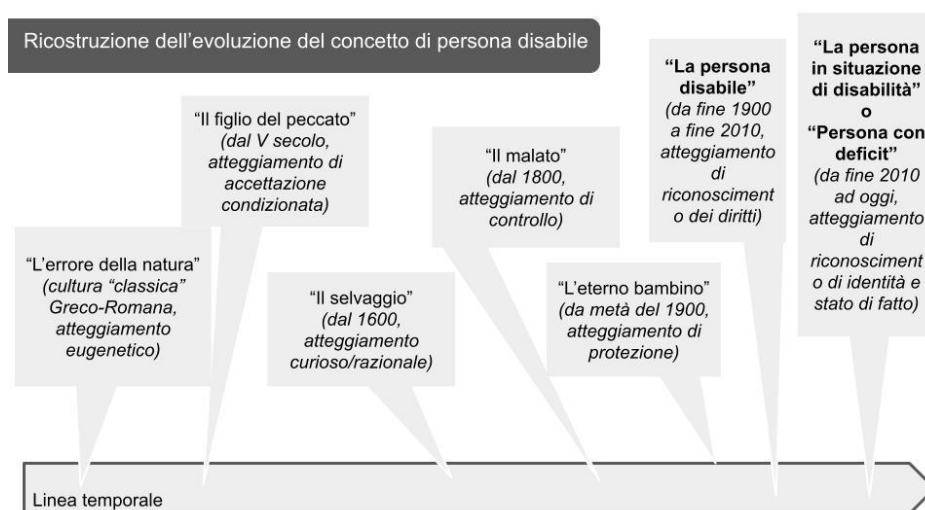 Ricostruzione dell'evoluzione del concetto di persona disabile
"L'errore della natura"
(cultura "classica"
Greco-Romana,
atteggiamento
eugenetico)
"Il figlio del peccato"
(dal V secolo,
atteggiamento di
accettazione
condizionata)
"Il selvaggio"
(dal 1600,
atteggiamento
curioso/razionale)
"Il malato"
(dal 1800,
atteggiamento di
controllo)
"L'eterno bambino"
(da metà del 1900,
atteggiamento di
protezione)
"La persona
disabile"
(da fine 1900
a fine 2010,
atteggiamento
di
riconosciment
o dei diritti)
"La persona
in situazione
di disabilità"
o
"Persona con
deficit"
(da fine 2010
ad oggi,
atteggiamento
di
riconosciment
o di identità e
stato di fatto)
Linea temporale